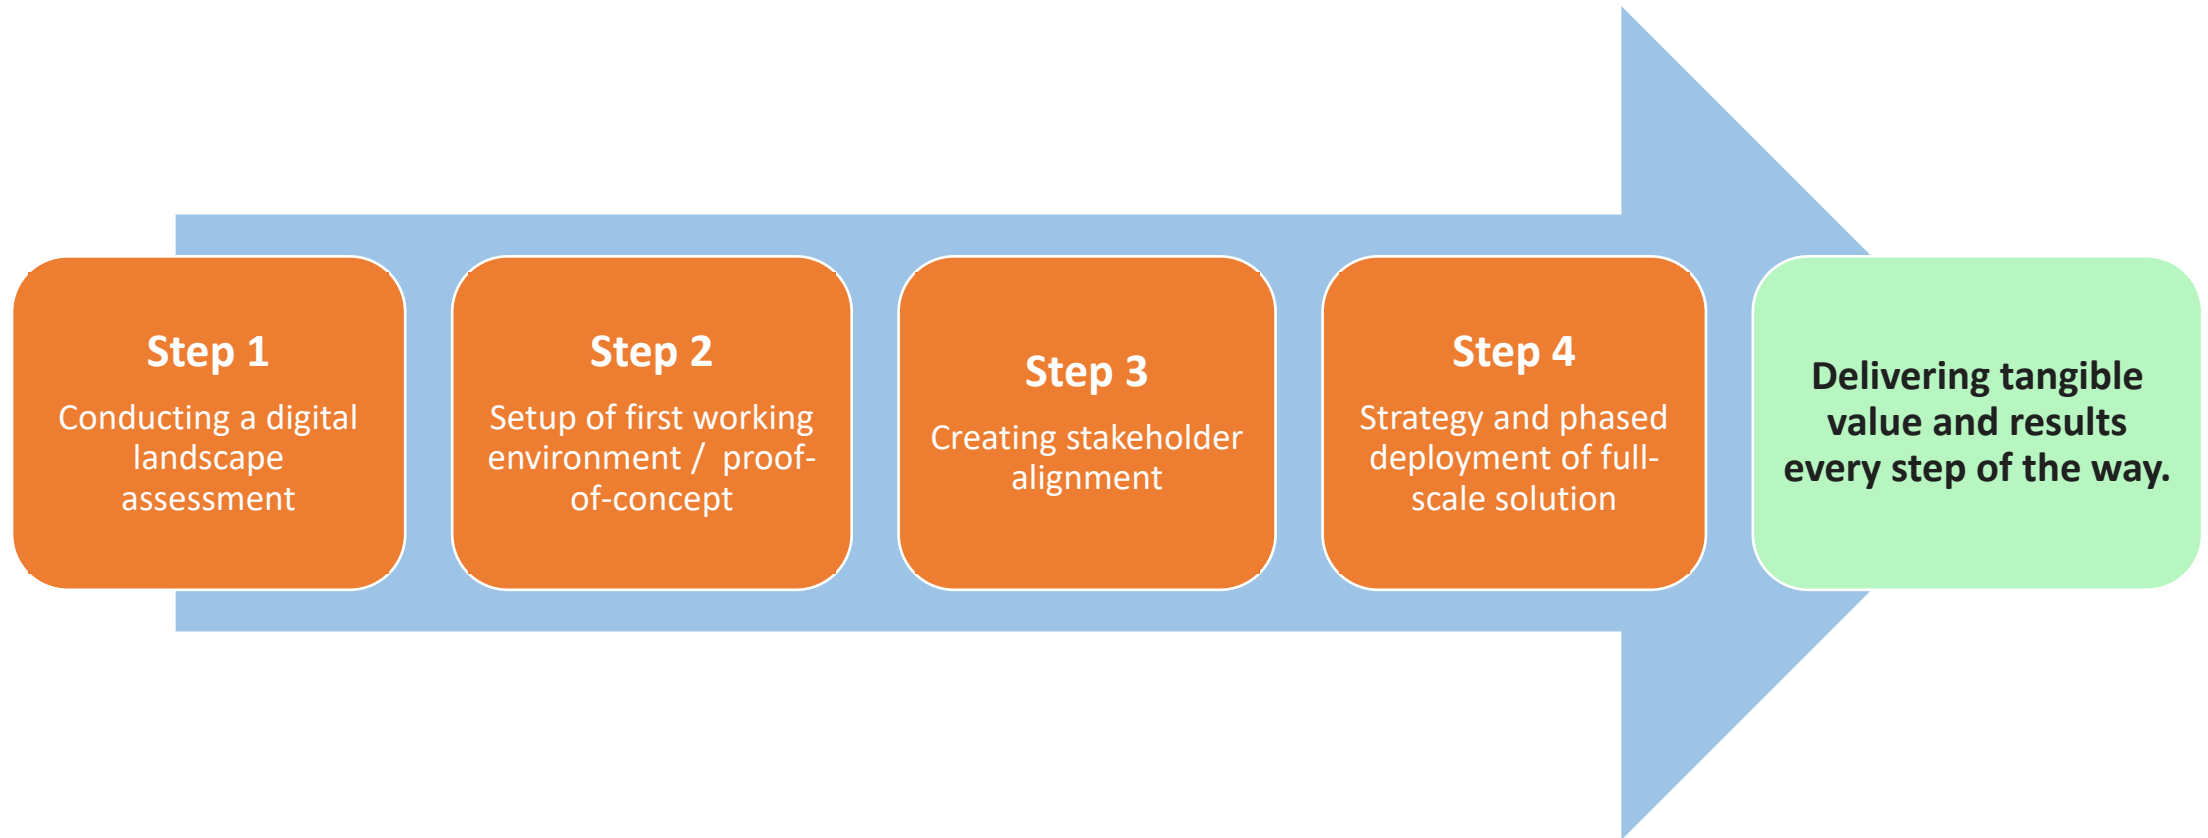 Step 1
Conducting a digital
landscape
assessment
Step 2
Setup of first working
environment /  proof-
of-concept
Step 3
Creating stakeholder
alignment
Step 4
Strategy and phased
deployment of full-
scale solution
Delivering tangible
value and results
every step of the way.